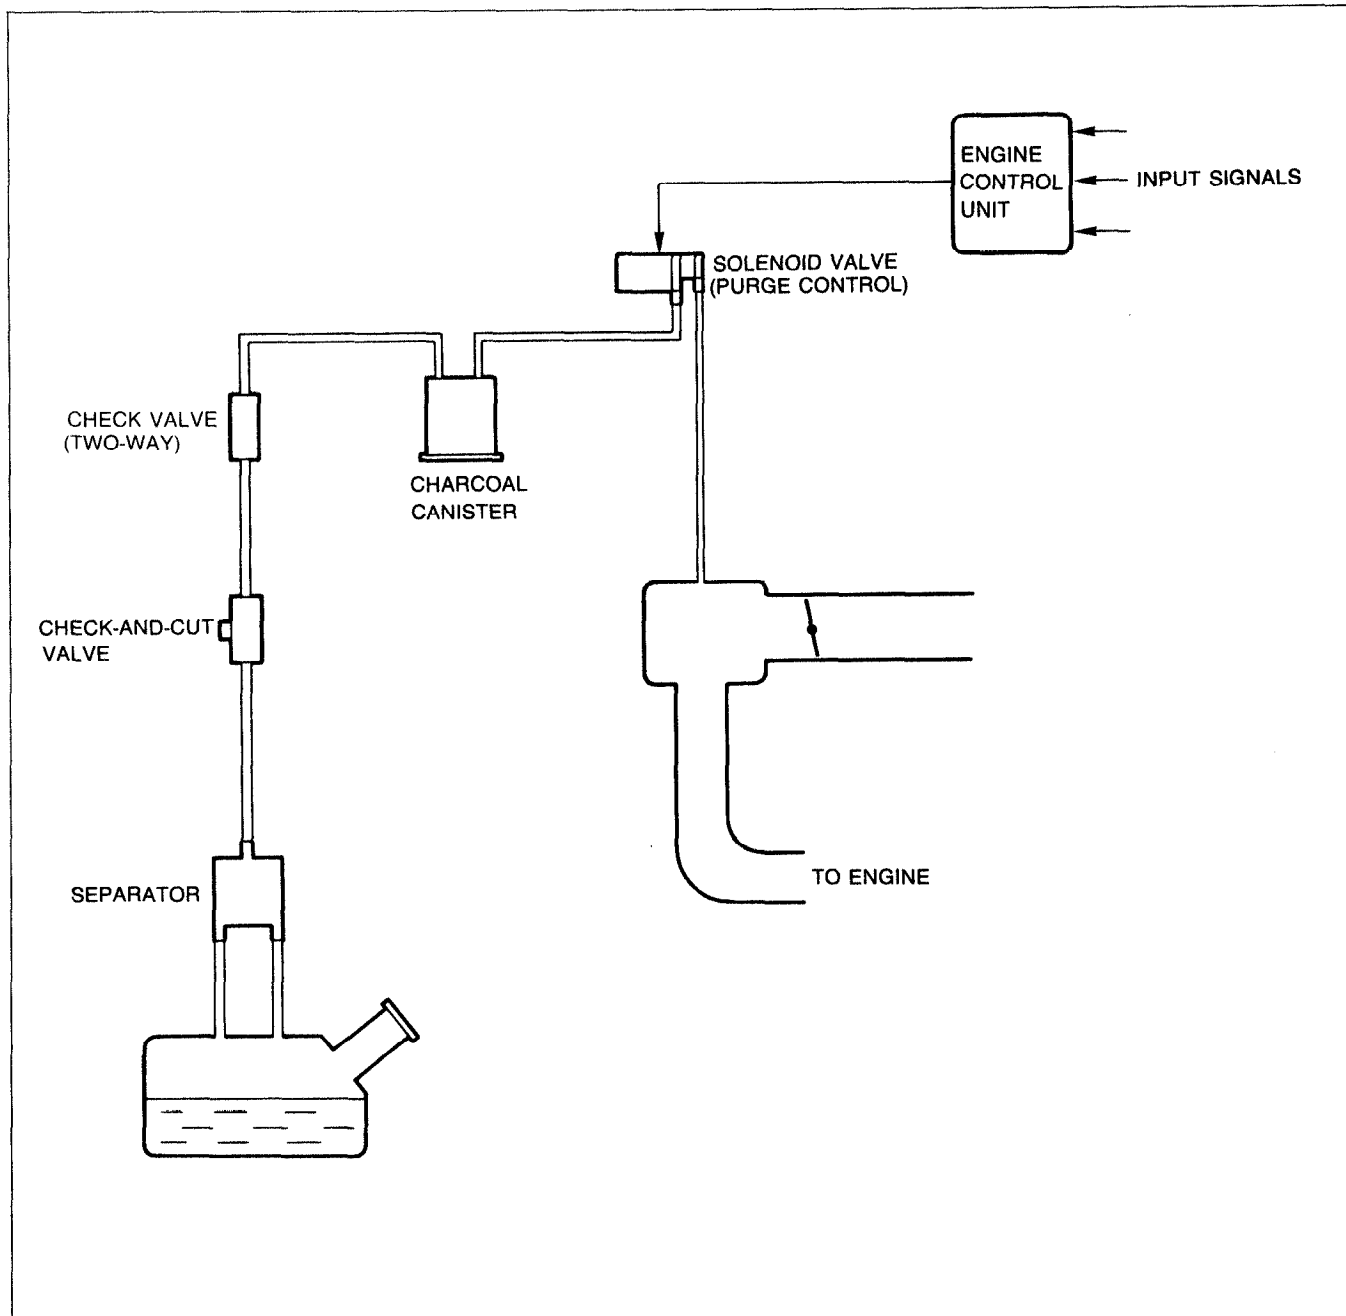 ENGINE
CONTROL
UNIT
INPUT SIGNALS
SOLENOID VALVE
(PURGE CONTROL)
CHECK VALVE
(TWO-WAY)
CHARCOAL
CANISTER
CHECK-AND-CUT
VALVE
SEPARATOR
TO ENGINE